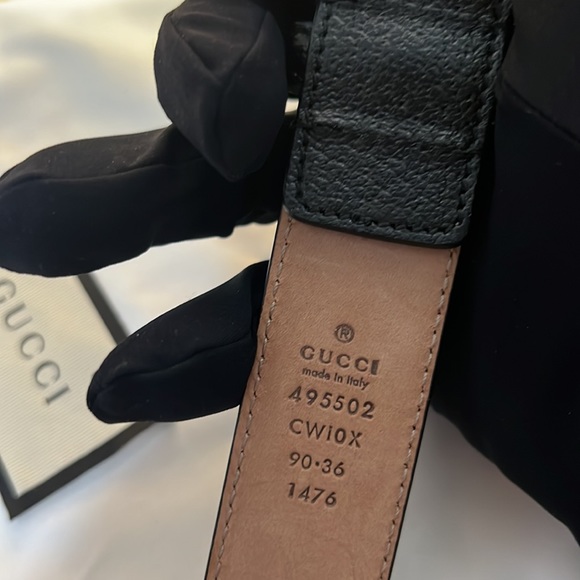 ®
GUCCI
made in italy
495502
CWI0X
90·36
1476
GUCCI